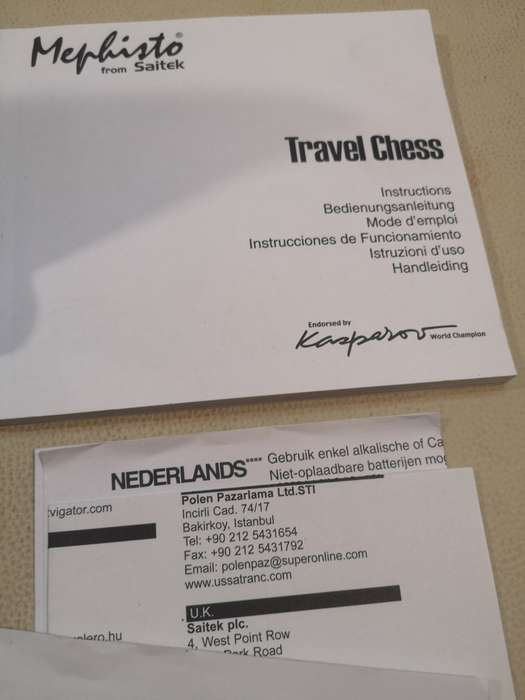 Mephisto®
from Saitek
Travel Chess
Instructions
Bedienungsanleitung
Mode d'emploi
Instrucciones de Funcionamiento
Istruzioni d'uso
Handleiding
Endorsed by
Kasparov World Champion
NEDERLANDS**** Gebruik enkel alkalische of Ca
Niet-oplaadbare batterijen mo
vigator.com
Polen Pazarlama Ltd.STI
Incirli Cad. 74/17
Bakirkoy, Istanbul
Tel: +90 212 5431654
Fax: +90 212 5431792
Email: polenpaz@superonline.com
www.ussatranc.com
U.K.
Saitek plc.
4, West Point Row
Road
.hu